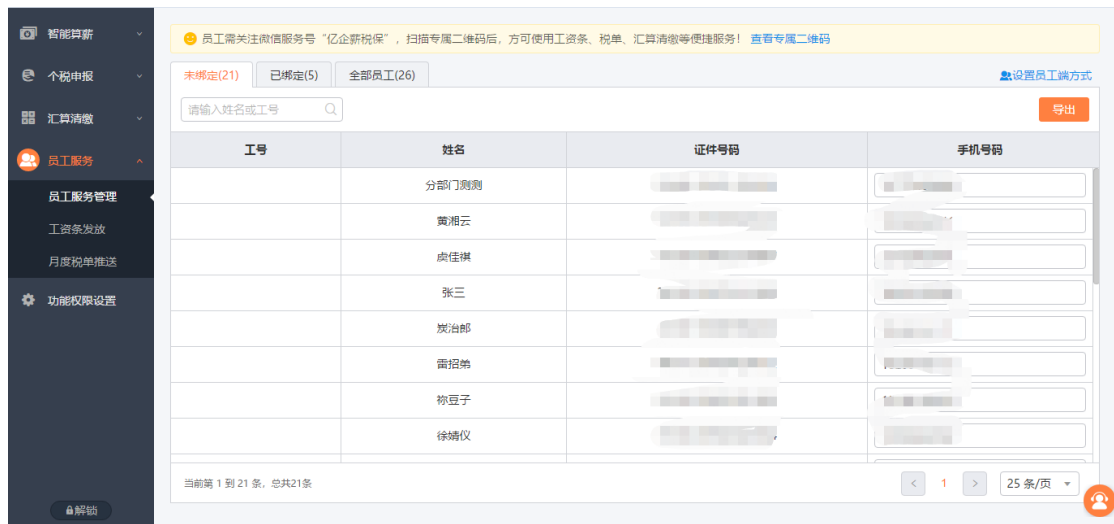 智能算薪
个税申报
汇算清缴
员工服务
员工服务管理
工资条发放
月度税单推送
功能权限设置
解锁
员工需关注微信服务号“亿企薪税保”，扫描专属二维码后，方可使用工资条、税单、汇算清缴等便捷服务！ 查看专属二维码
未绑定(21) 已绑定(5) 全部员工(26) 设置员工端方式
请输入姓名或工号 导出
工号 姓名 证件号码 手机号码
分部门测测
黄湘云
虞佳祺
张三
炭治郎
雷招弟
祢豆子
徐婧仪
当前第 1 到 21 条，总共21条 < 1 > 25 条/页